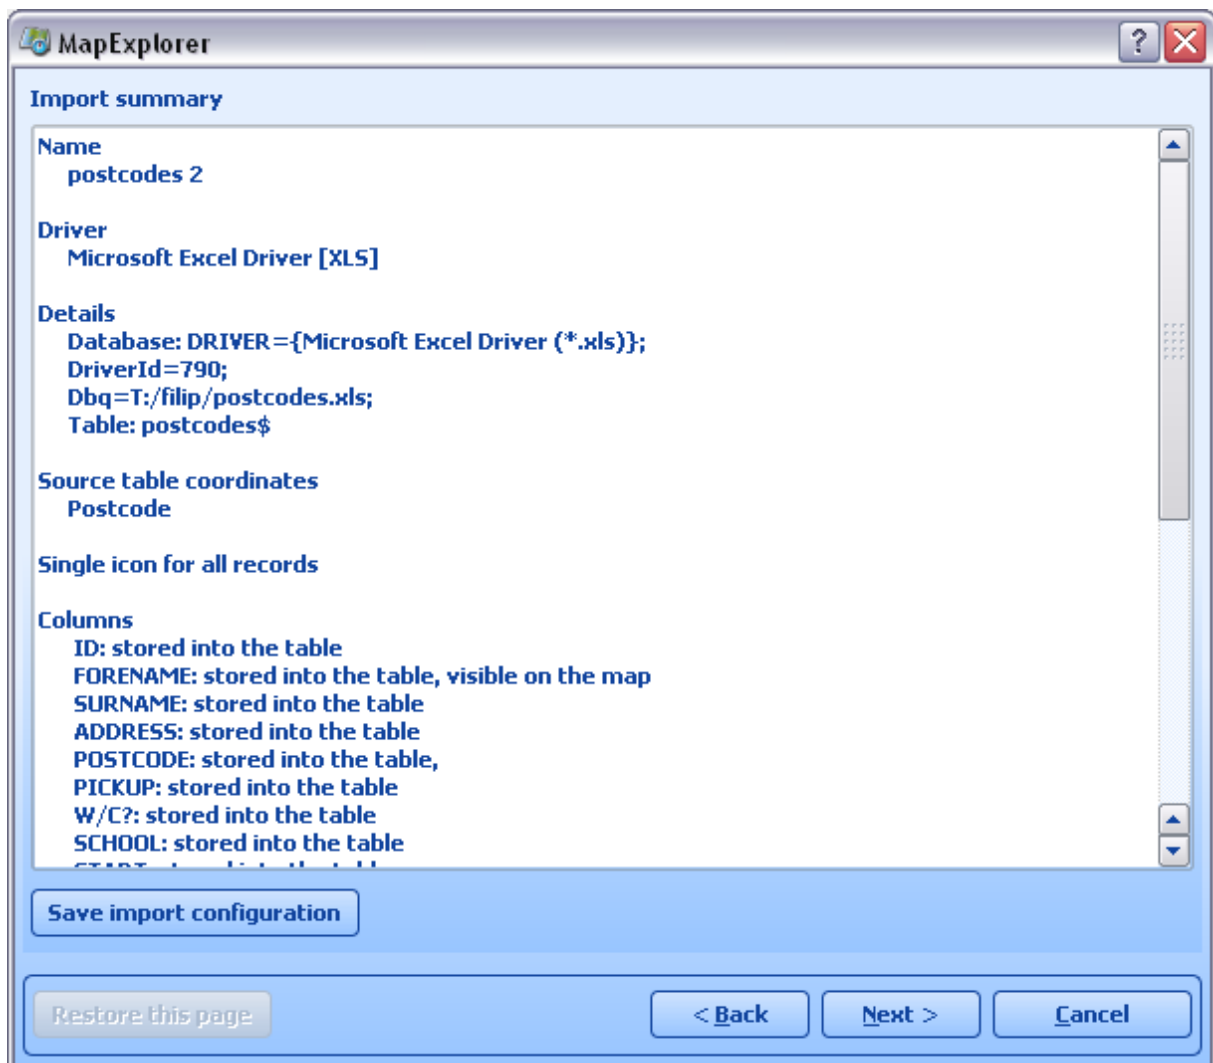 MapExplorer
Import summary
Name
postcodes 2
Driver
Microsoft Excel Driver [XLS]
Details
Database: DRIVER={Microsoft Excel Driver (*.xls)};
DriverId=790;
Dbq=T:/filip/postcodes.xls;
Table: postcodes$
Source table coordinates
Postcode
Single icon for all records
Columns
ID: stored into the table
FORENAME: stored into the table, visible on the map
SURNAME: stored into the table
ADDRESS: stored into the table
POSTCODE: stored into the table,
PICKUP: stored into the table
W/C?: stored into the table
SCHOOL: stored into the table
Save import configuration
Restore this page
< Back
Next >
Cancel